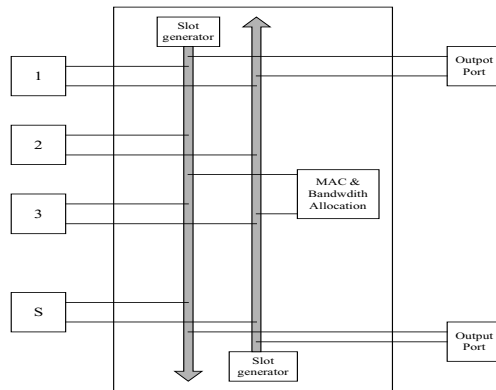 Slot
generator
1
Outpot
Port
2
MAC &
Bandwdith
Allocation
3
S
Output
Port
Slot
generator